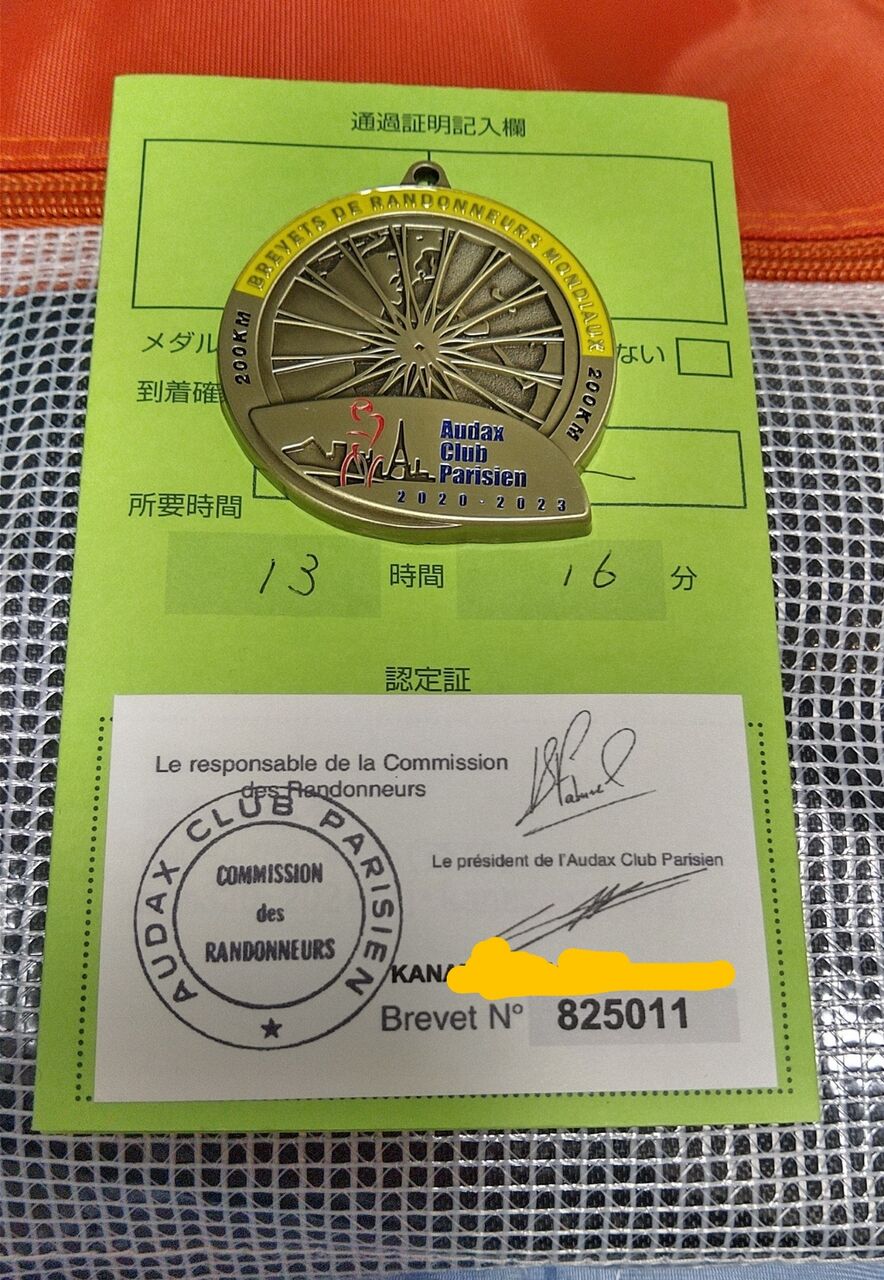 通過証明記入欄
BREVETS DE RANDONNEURS MONDIAUX
200KM
200KM
メダル
ない
到着確
Audax
Club
Parisien
2020-2023
所要時間
13 時間 16 分
認定証
Le responsable de la Commission
des Randonneurs
AUDAX CLUB PARISIEN
COMMISSION
des
RANDONNEURS
Le président de l'Audax Club Parisien
KANA
Brevet N° 825011